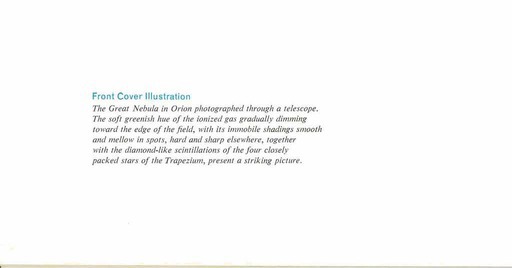 Front Cover Illustration
The Great Nebula in Orion photographed through a telescope.
The soft greenish hue of the ionized gas gradually dimming
toward the edge of the field, with its immobile shadings smooth
and mellow in spots, hard and sharp elsewhere, together
with the diamond-like scintillations of the four closely
packed stars of the Trapezium, present a striking picture.